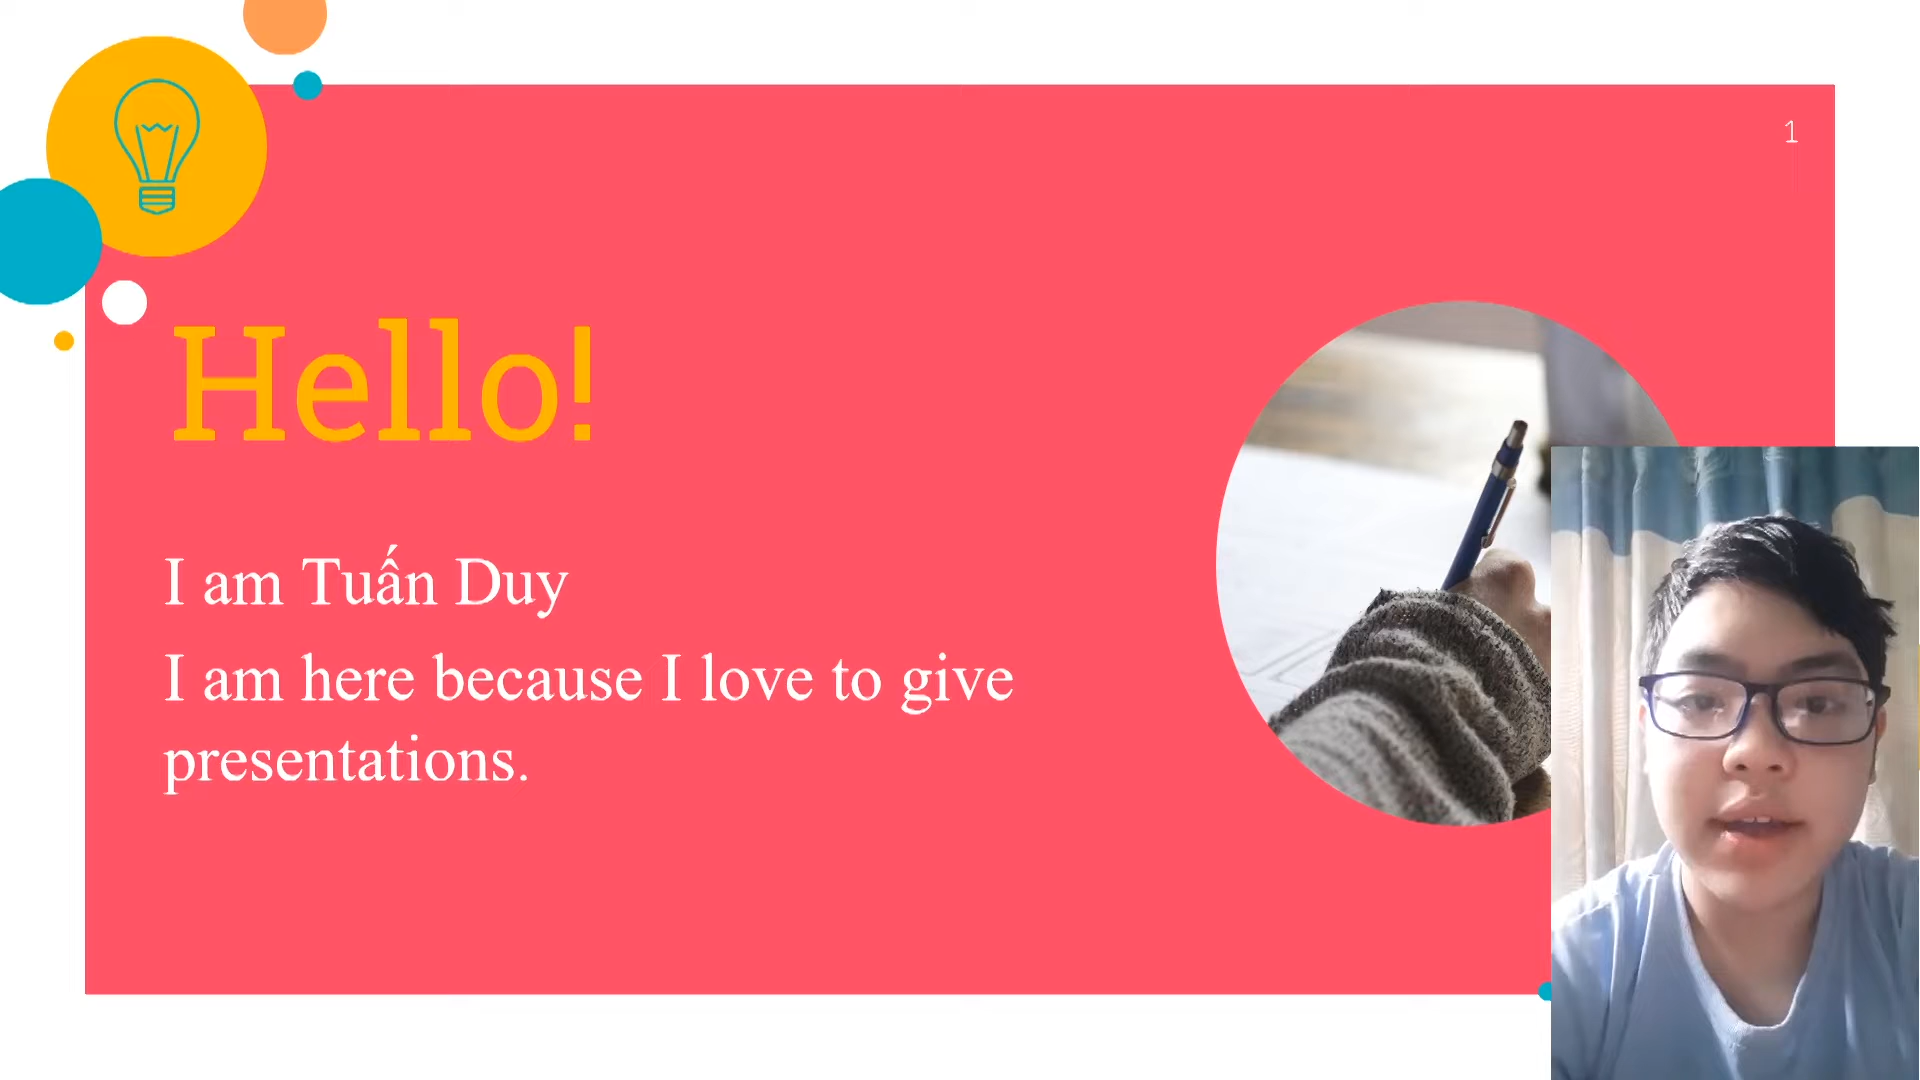 1
Hello!
I am Tuấn Duy
I am here because I love to give
presentations.